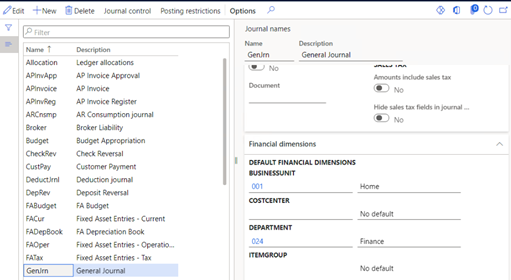 Edit New Delete Journal control Posting restrictions Options
Filter
Name Description
Allocation Ledger allocations
APinvApp AP Invoice Approval
APinvoice AP invoice
APinvReg AP Invoice Register
ARCnsmp AR Consumption journal
Broker Broker Liability
Budget Budget Appropriation
CheckRev Check Reversal
CustPay Customer Payment
DeductJrnl Deduction journal
DepRev Deposit Reversal
FABudget FA Budget
FACur Fixed Asset Entries - Current
FADepBook FA Depreciation Book
FAOper Fixed Asset Entries - Operatio...
FATax Fixed Asset Entries - Tax
GenJrn General Journal
Journal names
Name Description
GenJrn General Journal
SALES TAX
No
Amounts include sales tax
No
Document
Hide sales tax fields in journal ...
No
Financial dimensions
DEFAULT FINANCIAL DIMENSIONS
BUSINESSUNIT
001 Home
COSTCENTER
No default
DEPARTMENT
024 Finance
ITEMGROUP
No default